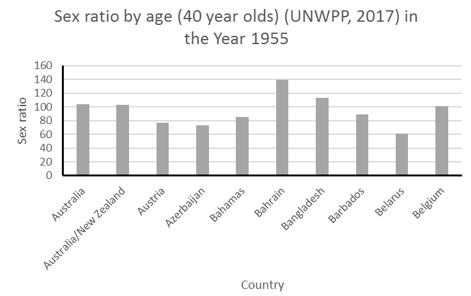 Sex ratio by age (40 year olds) (UNWPP, 2017) in
the Year 1955
160
140
120
100
80
60
40
20
0
Sex ratio
Australia
Australia/New Zealand
Austria
Azerbaijan
Bahamas
Bahrain
Bangladesh
Barbados
Belarus
Belgium
Country